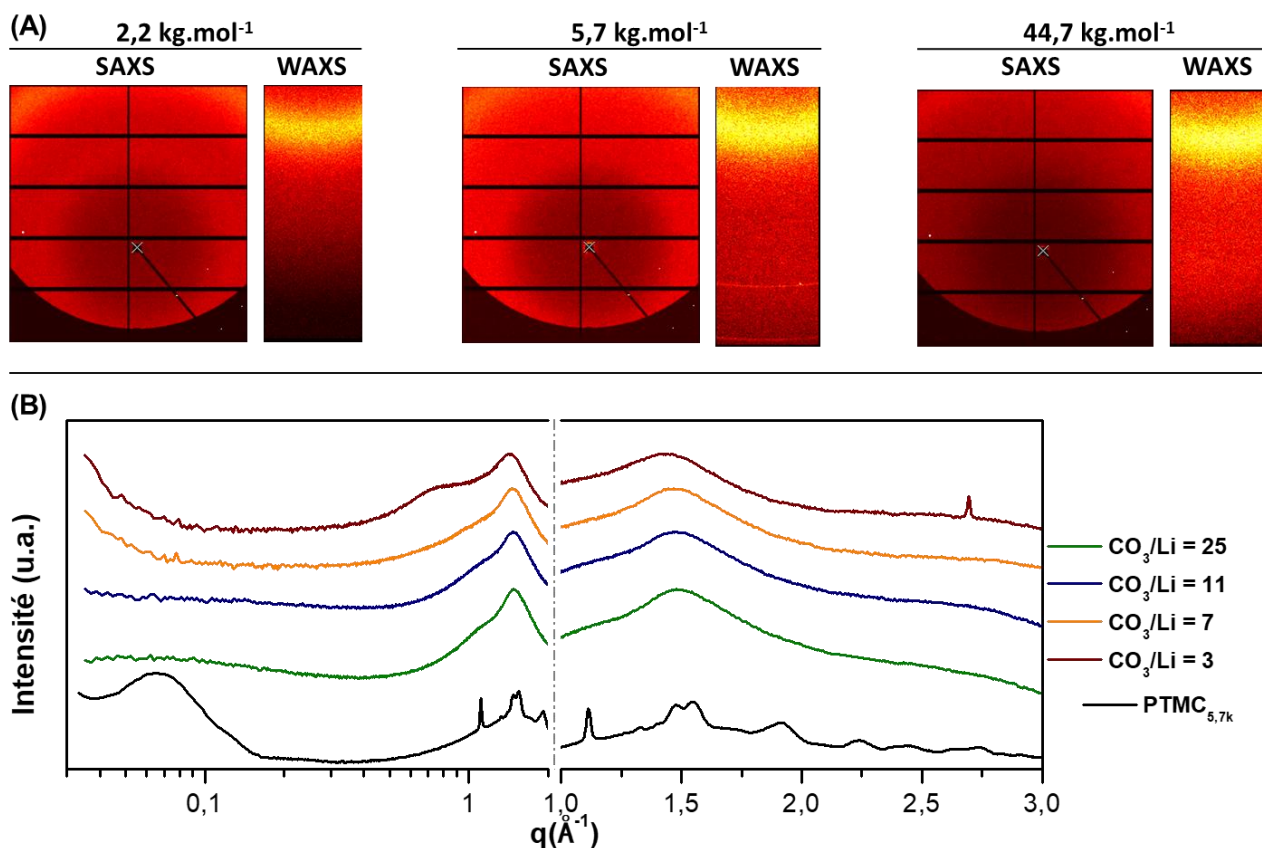 (A)
2,2 kg.mol⁻¹ 5,7 kg.mol⁻¹ 44,7 kg.mol⁻¹
SAXS WAXS SAXS WAXS SAXS WAXS
(B)
Intensité (u.a.)
CO₃/Li = 25
CO₃/Li = 11
CO₃/Li = 7
CO₃/Li = 3
PTMC₅,₇ₖ
0,1 1 1,0 1,5 2,0 2,5 3,0
q(Å⁻¹)